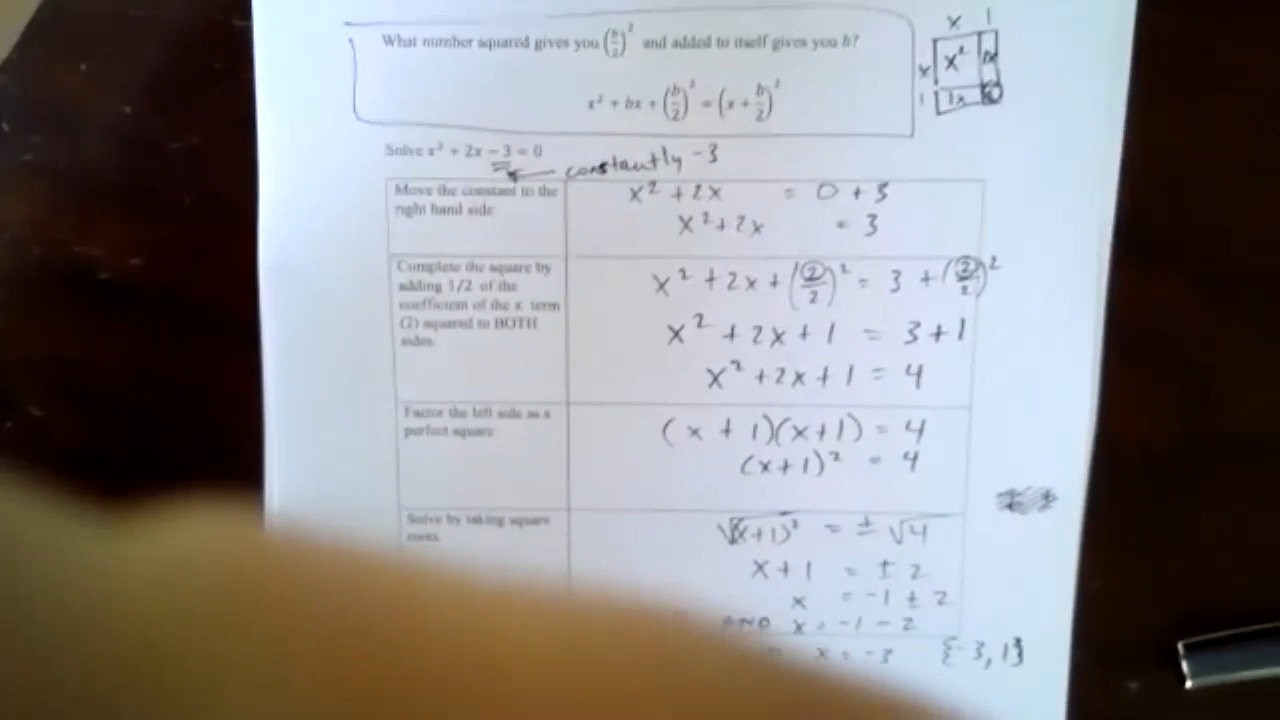 What number squared gives you (b/2)² and added to itself gives you b?
x² + bx + (b/2)² = (x + b/2)²
x 1
x x²
1 1x
Solve x² + 2x − 3 = 0
constantly -3
Move the constant to the
right hand side
x² + 2x = 0 + 3
x² + 2x = 3
Complete the square by
adding 1/2 of the
coefficient of the x term
(2) squared to BOTH
sides.
x² + 2x + (2/2)² = 3 + (2/2)²
x² + 2x + 1 = 3 + 1
x² + 2x + 1 = 4
Factor the left side as a
perfect square
(x + 1)(x + 1) = 4
(x + 1)² = 4
Solve by taking square
roots.
√(x+1)² = ± √4
x + 1 = ± 2
x = -1 ± 2
AND x = -1 - 2
= x = -3 {-3, 1}